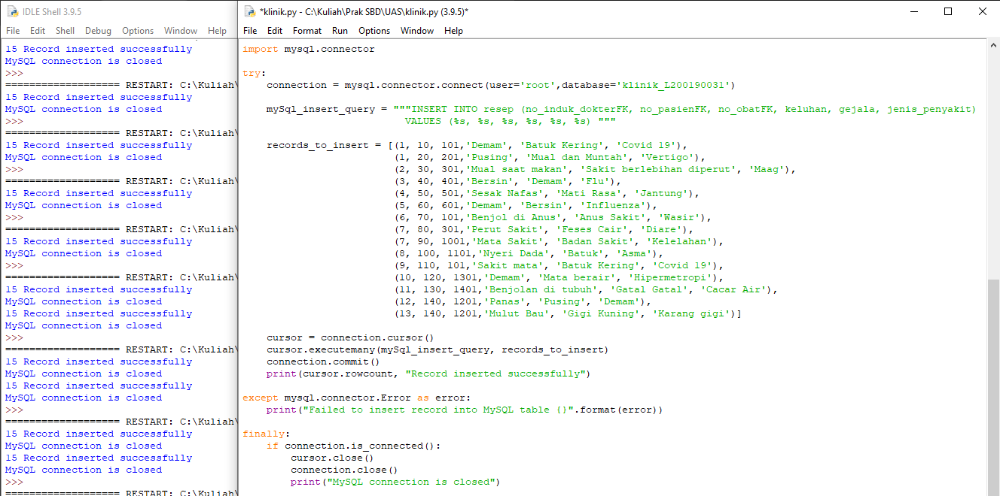 IDLE Shell 3.9.5
File Edit Shell Debug Options Window Help
15 Record inserted successfully
MySQL connection is closed
>>>
=================== RESTART: C:\Kuliah\
15 Record inserted successfully
MySQL connection is closed
>>>
=================== RESTART: C:\Kuliah\
15 Record inserted successfully
MySQL connection is closed
>>>
=================== RESTART: C:\Kuliah\
15 Record inserted successfully
MySQL connection is closed
>>>
=================== RESTART: C:\Kuliah\
15 Record inserted successfully
MySQL connection is closed
>>>
=================== RESTART: C:\Kuliah\
15 Record inserted successfully
MySQL connection is closed
15 Record inserted successfully
MySQL connection is closed
>>>
=================== RESTART: C:\Kuliah\
15 Record inserted successfully
MySQL connection is closed
15 Record inserted successfully
MySQL connection is closed
>>>
=================== RESTART: C:\Kuliah\
15 Record inserted successfully
MySQL connection is closed
15 Record inserted successfully
MySQL connection is closed
>>>
=================== RESTART: C:\Kuliah\
*klinik.py - C:\Kuliah\Prak SBD\UAS\klinik.py (3.9.5)*
File Edit Format Run Options Window Help
import mysql.connector
try:
    connection = mysql.connector.connect(user='root',database='klinik_L200190031')
    mySql_insert_query = """INSERT INTO resep (no_induk_dokterFK, no_pasienFK, no_obatFK, keluhan, gejala, jenis_penyakit)
                           VALUES (%s, %s, %s, %s, %s, %s) """
    records_to_insert = [(1, 10, 101,'Demam', 'Batuk Kering', 'Covid 19'),
                         (1, 20, 201,'Pusing', 'Mual dan Muntah', 'Vertigo'),
                         (2, 30, 301,'Mual saat makan', 'Sakit berlebihan diperut', 'Maag'),
                         (3, 40, 401,'Bersin', 'Demam', 'Flu'),
                         (4, 50, 501,'Sesak Nafas', 'Mati Rasa', 'Jantung'),
                         (5, 60, 601,'Demam', 'Bersin', 'Influenza'),
                         (6, 70, 101,'Benjol di Anus', 'Anus Sakit', 'Wasir'),
                         (7, 80, 301,'Perut Sakit', 'Feses Cair', 'Diare'),
                         (7, 90, 1001,'Mata Sakit', 'Badan Sakit', 'Kelelahan'),
                         (8, 100, 1101,'Nyeri Dada', 'Batuk', 'Asma'),
                         (9, 110, 101,'Sakit mata', 'Batuk Kering', 'Covid 19'),
                         (10, 120, 1301,'Demam', 'Mata berair', 'Hipermetropi'),
                         (11, 130, 1401,'Benjolan di tubuh', 'Gatal Gatal', 'Cacar Air'),
                         (12, 140, 1201,'Panas', 'Pusing', 'Demam'),
                         (13, 140, 1201,'Mulut Bau', 'Gigi Kuning', 'Karang gigi')]
    cursor = connection.cursor()
    cursor.executemany(mySql_insert_query, records_to_insert)
    connection.commit()
    print(cursor.rowcount, "Record inserted successfully")
except mysql.connector.Error as error:
    print("Failed to insert record into MySQL table {}".format(error))
finally:
    if connection.is_connected():
        cursor.close()
        connection.close()
        print("MySQL connection is closed")